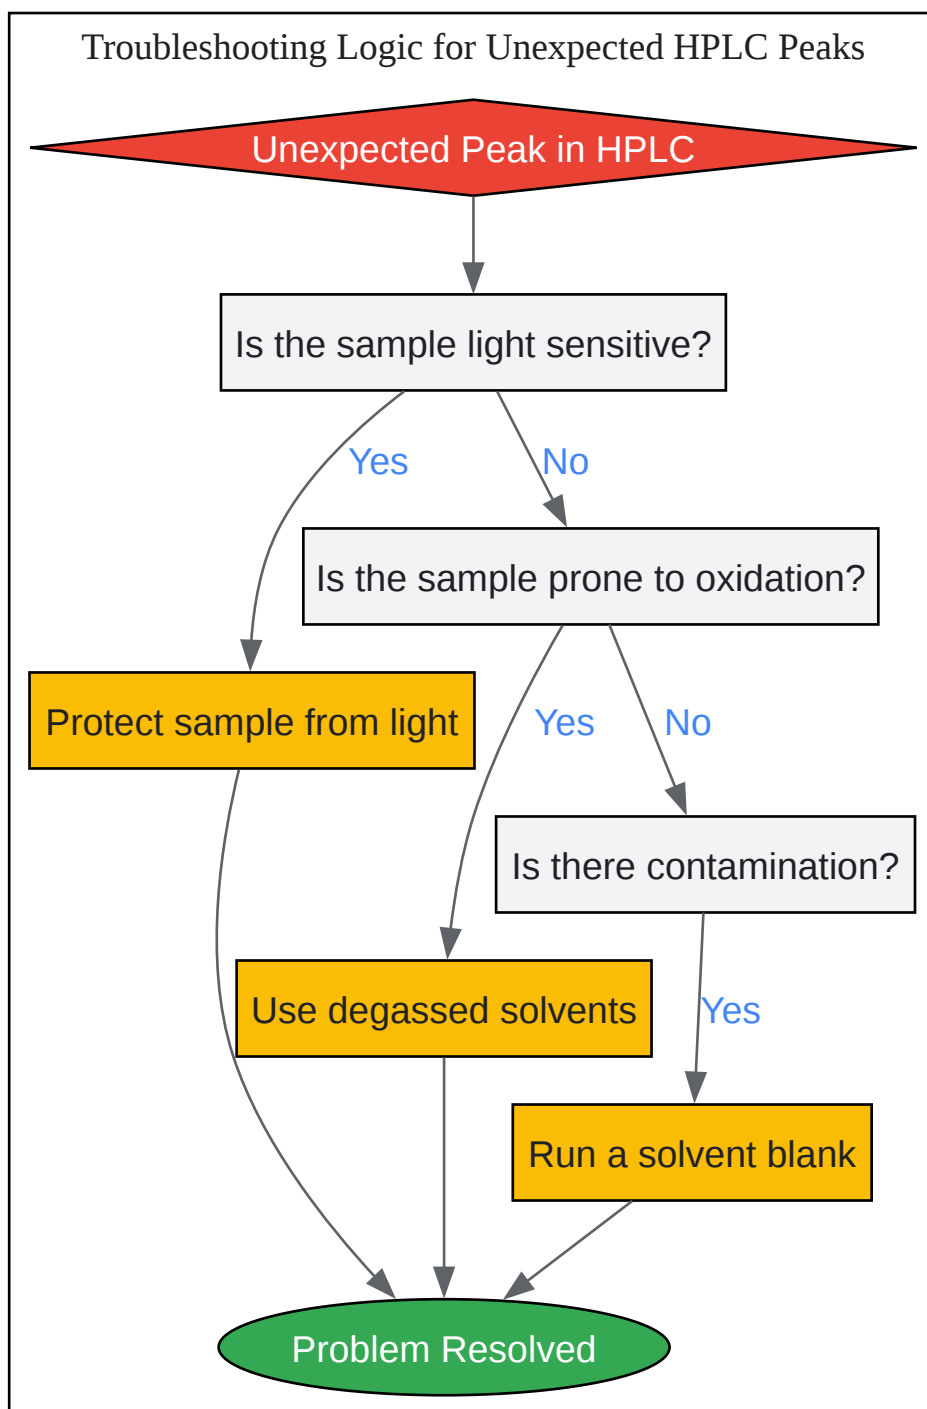 Troubleshooting Logic for Unexpected HPLC Peaks
Unexpected Peak in HPLC
Is the sample light sensitive?
Yes
No
Is the sample prone to oxidation?
Protect sample from light
Yes
No
Is there contamination?
Use degassed solvents
Yes
Run a solvent blank
Problem Resolved